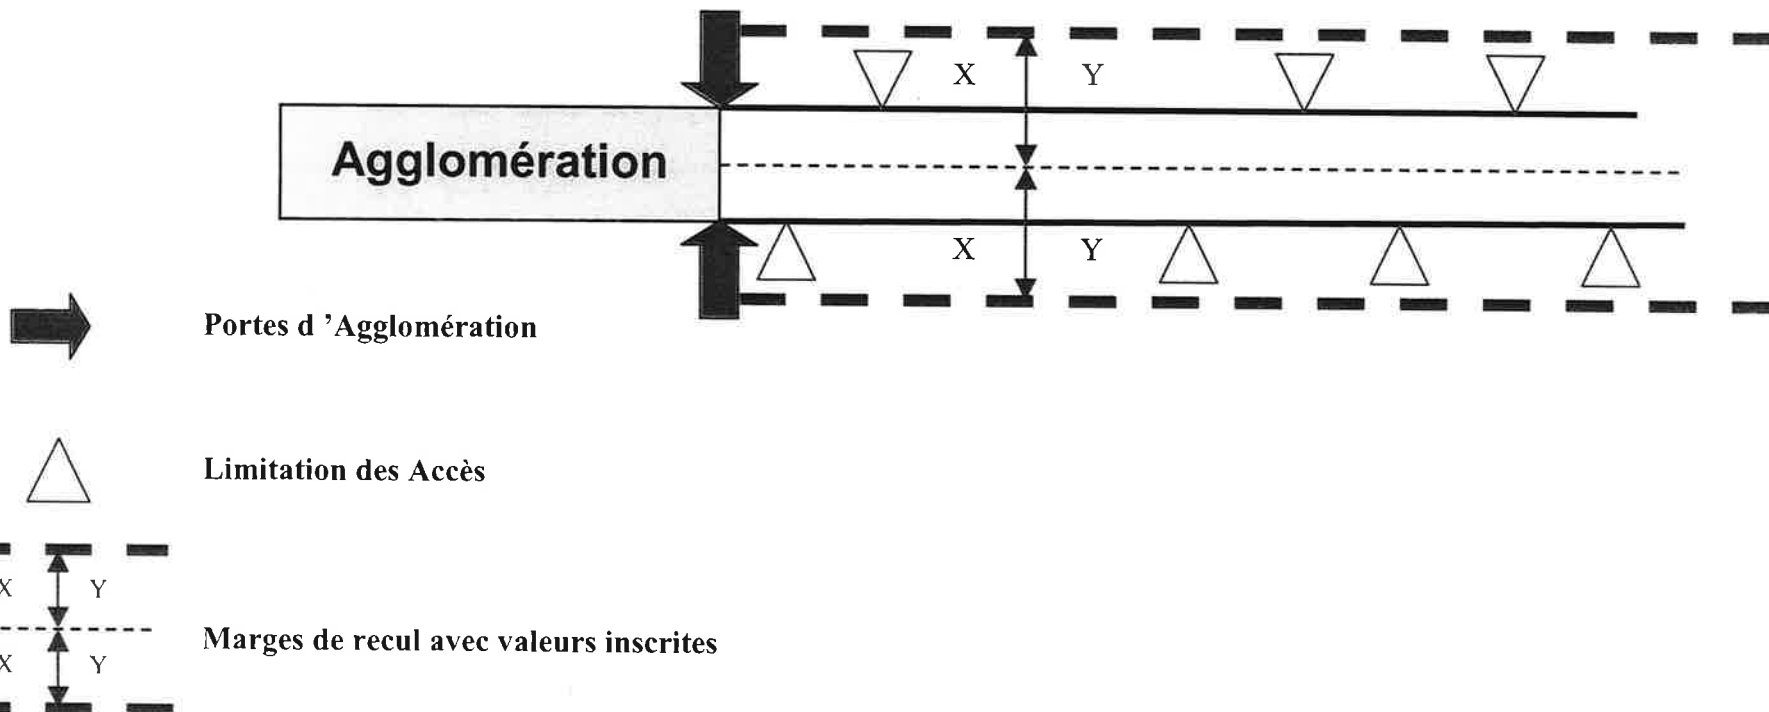 X Y
Agglomération
X Y
Portes d ’Agglomération
Limitation des Accès
X Y
Marges de recul avec valeurs inscrites
X Y